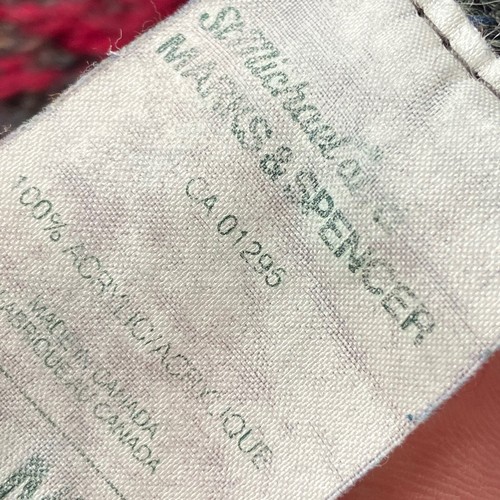 St. Michael
MARKS & SPENCER
CA 01295
100% ACRYLIC/ACRYLIQUE
MADE IN CANADA
FABRIQUE AU CANADA
M